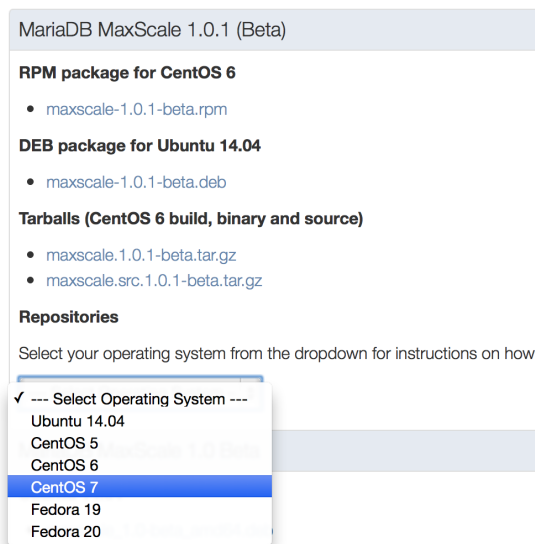 MariaDB MaxScale 1.0.1 (Beta)
RPM package for CentOS 6
maxscale-1.0.1-beta.rpm
DEB package for Ubuntu 14.04
maxscale-1.0.1-beta.deb
Tarballs (CentOS 6 build, binary and source)
maxscale.1.0.1-beta.tar.gz
maxscale.src.1.0.1-beta.tar.gz
Repositories
Select your operating system from the dropdown for instructions on how
✓ --- Select Operating System ---
Ubuntu 14.04
CentOS 5
CentOS 6
CentOS 7
Fedora 19
Fedora 20